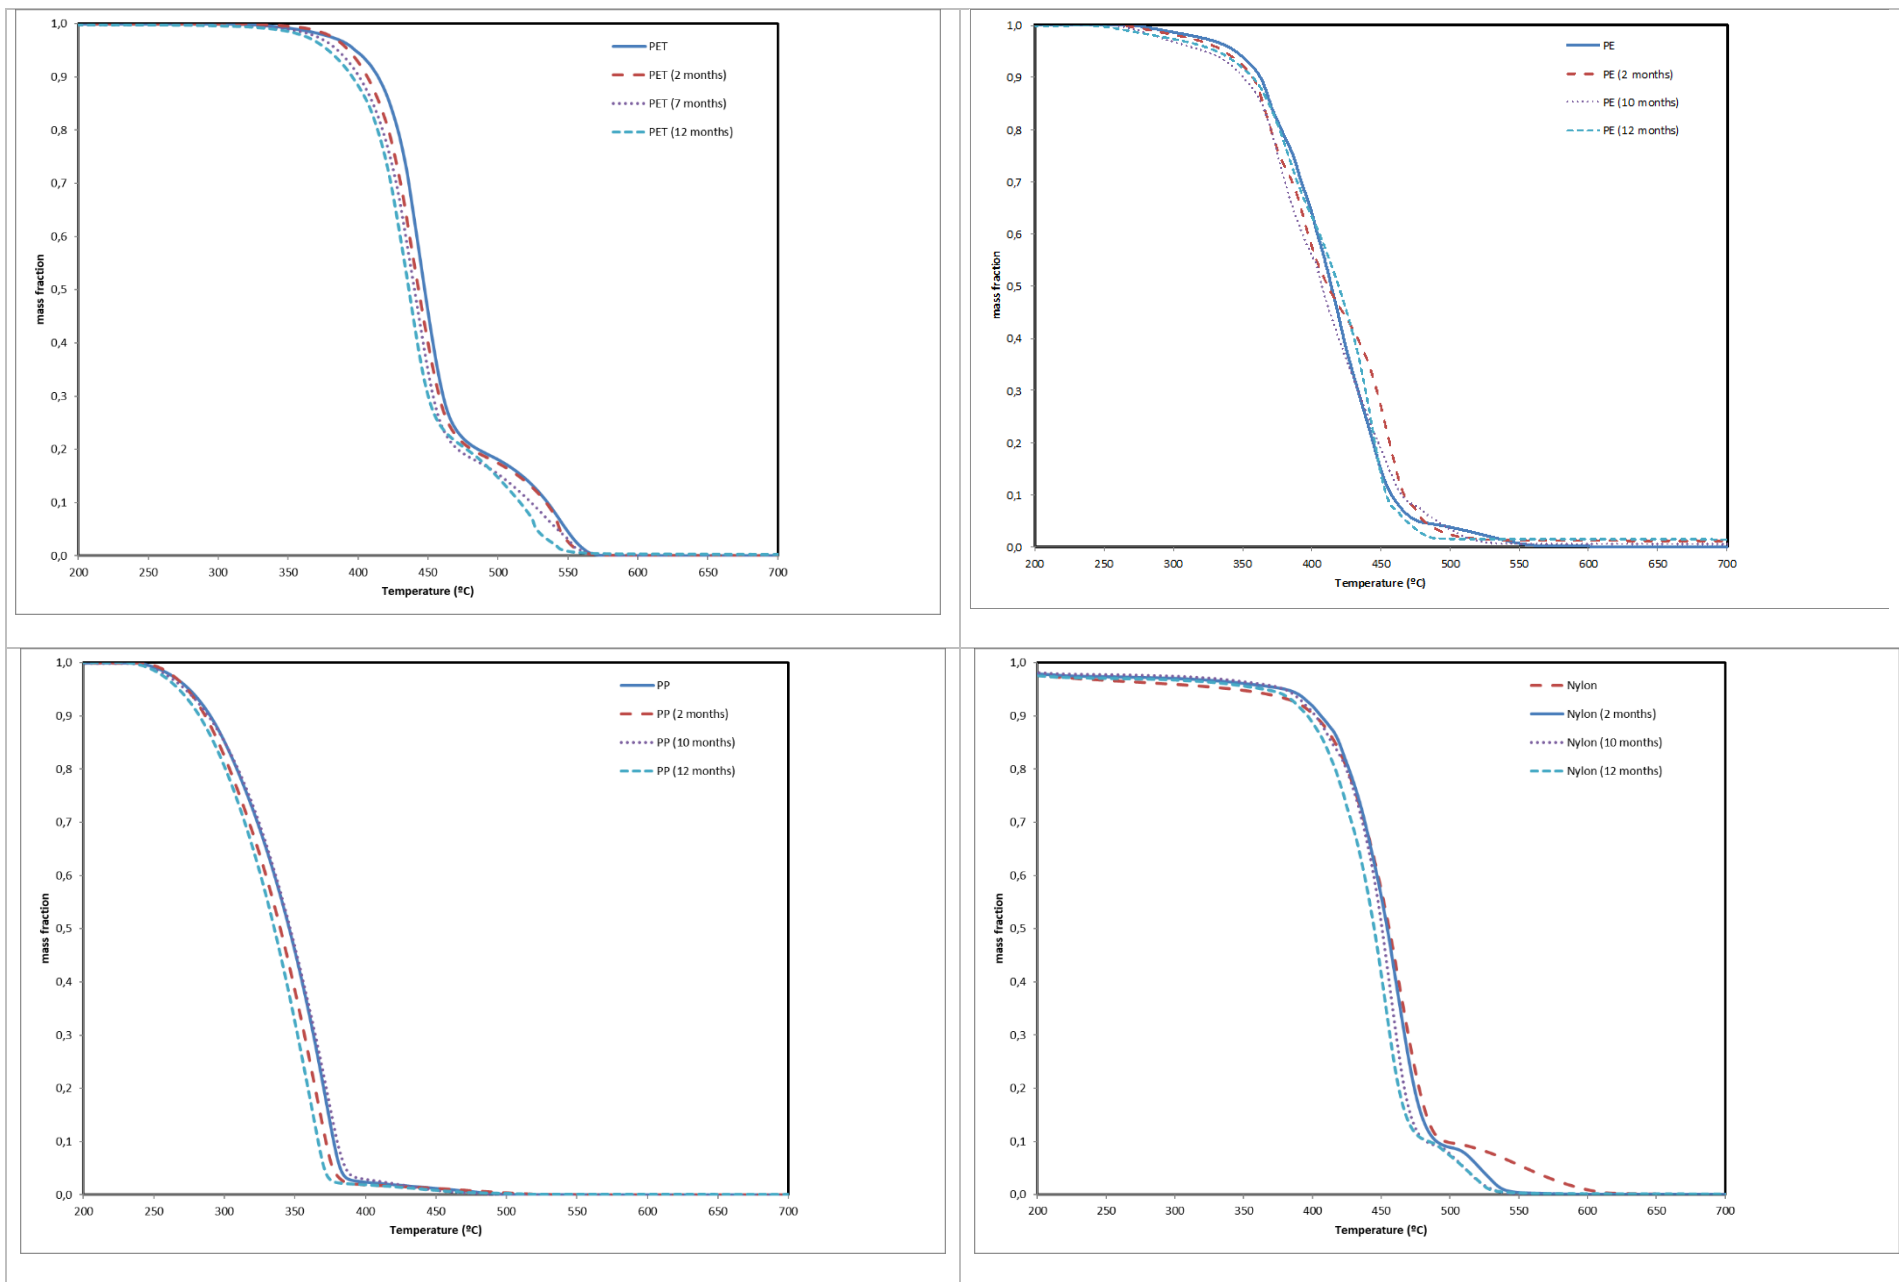 1,0
0,9
0,8
0,7
0,6
0,5
0,4
0,3
0,2
0,1
0,0
mass fraction
200 250 300 350 400 450 500 550 600 650 700
Temperature (ºC)
PET
PET (2 months)
PET (7 months)
PET (12 months)
1,0
0,9
0,8
0,7
0,6
0,5
0,4
0,3
0,2
0,1
0,0
mass fraction
200 250 300 350 400 450 500 550 600 650 700
Temperature (ºC)
PE
PE (2 months)
PE (10 months)
PE (12 months)
1,0
0,9
0,8
0,7
0,6
0,5
0,4
0,3
0,2
0,1
0,0
mass fraction
200 250 300 350 400 450 500 550 600 650 700
Temperature (ºC)
PP
PP (2 months)
PP (10 months)
PP (12 months)
1,0
0,9
0,8
0,7
0,6
0,5
0,4
0,3
0,2
0,1
0,0
mass fraction
200 250 300 350 400 450 500 550 600 650 700
Temperature (ºC)
Nylon
Nylon (2 months)
Nylon (10 months)
Nylon (12 months)